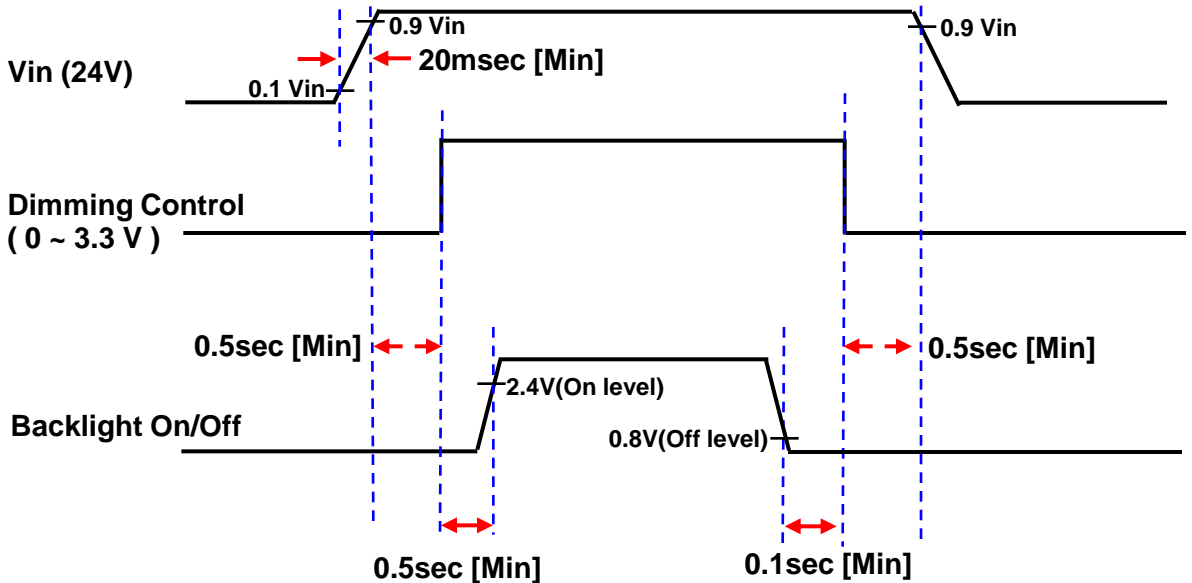 0.9 Vin
0.9 Vin
Vin (24V)
20msec [Min]
0.1 Vin
Dimming Control
( 0 ~ 3.3 V )
0.5sec [Min]
0.5sec [Min]
2.4V(On level)
Backlight On/Off
0.8V(Off level)
0.5sec [Min]
0.1sec [Min]